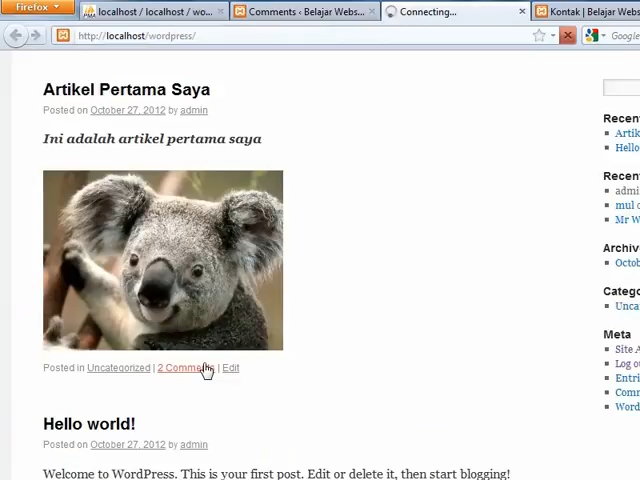 Firefox
localhost / localhost / wo...
Comments ‹ Belajar Webs...
Connecting...
Kontak | Belajar Webs
http://localhost/wordpress/
Google
Artikel Pertama Saya
Posted on October 27, 2012 by admin
Ini adalah artikel pertama saya
Posted in Uncategorized | 2 Comments | Edit
Hello world!
Posted on October 27, 2012 by admin
Welcome to WordPress. This is your first post. Edit or delete it, then start blogging!
Recen
Artik
Hello
Recen
admi
mul o
Mr W
Archiv
Octob
Catego
Unca
Meta
Site A
Log o
Entri
Comm
Word